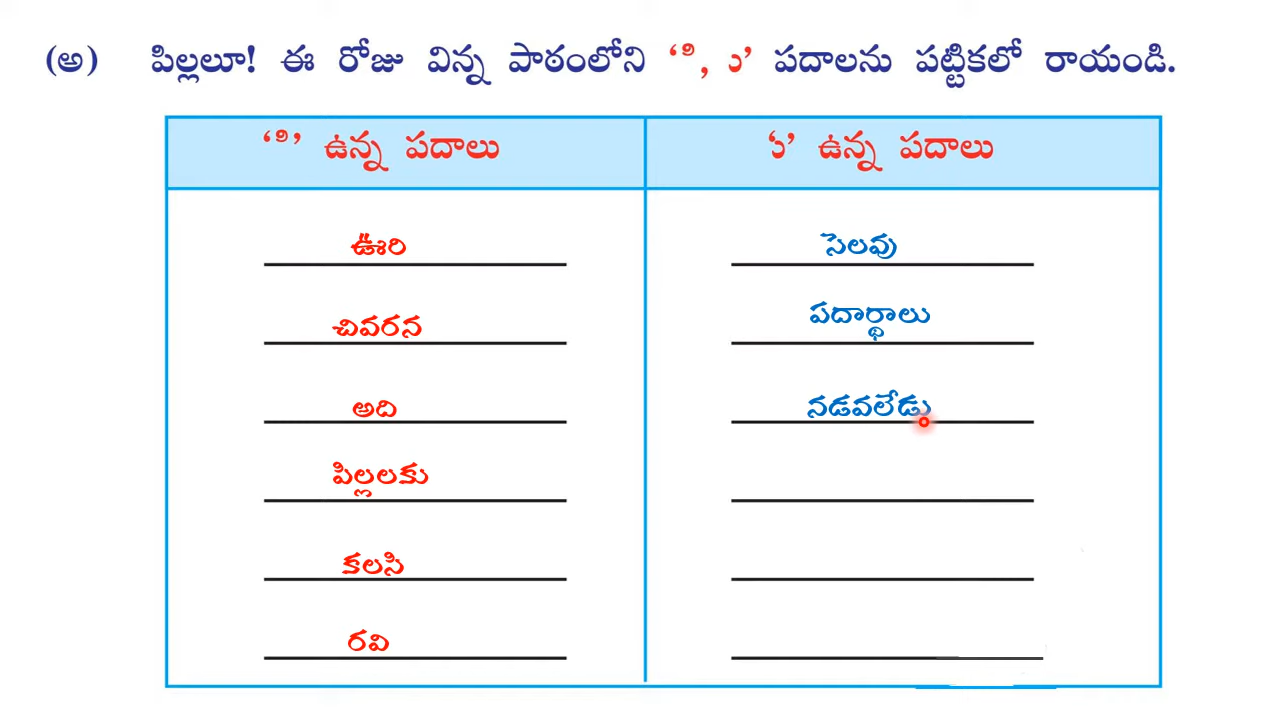 (అ) పిల్లలూ! ఈ రోజు విన్న పాఠంలోని ‘ి, ు’ పదాలను పట్టికలో రాయండి.
‘ి’ ఉన్న పదాలు ‘ు’ ఉన్న పదాలు
ఊరి సెలవు
చివరన పదార్థాలు
అది నడవలేడు
పిల్లలకు
కలసి
రవి